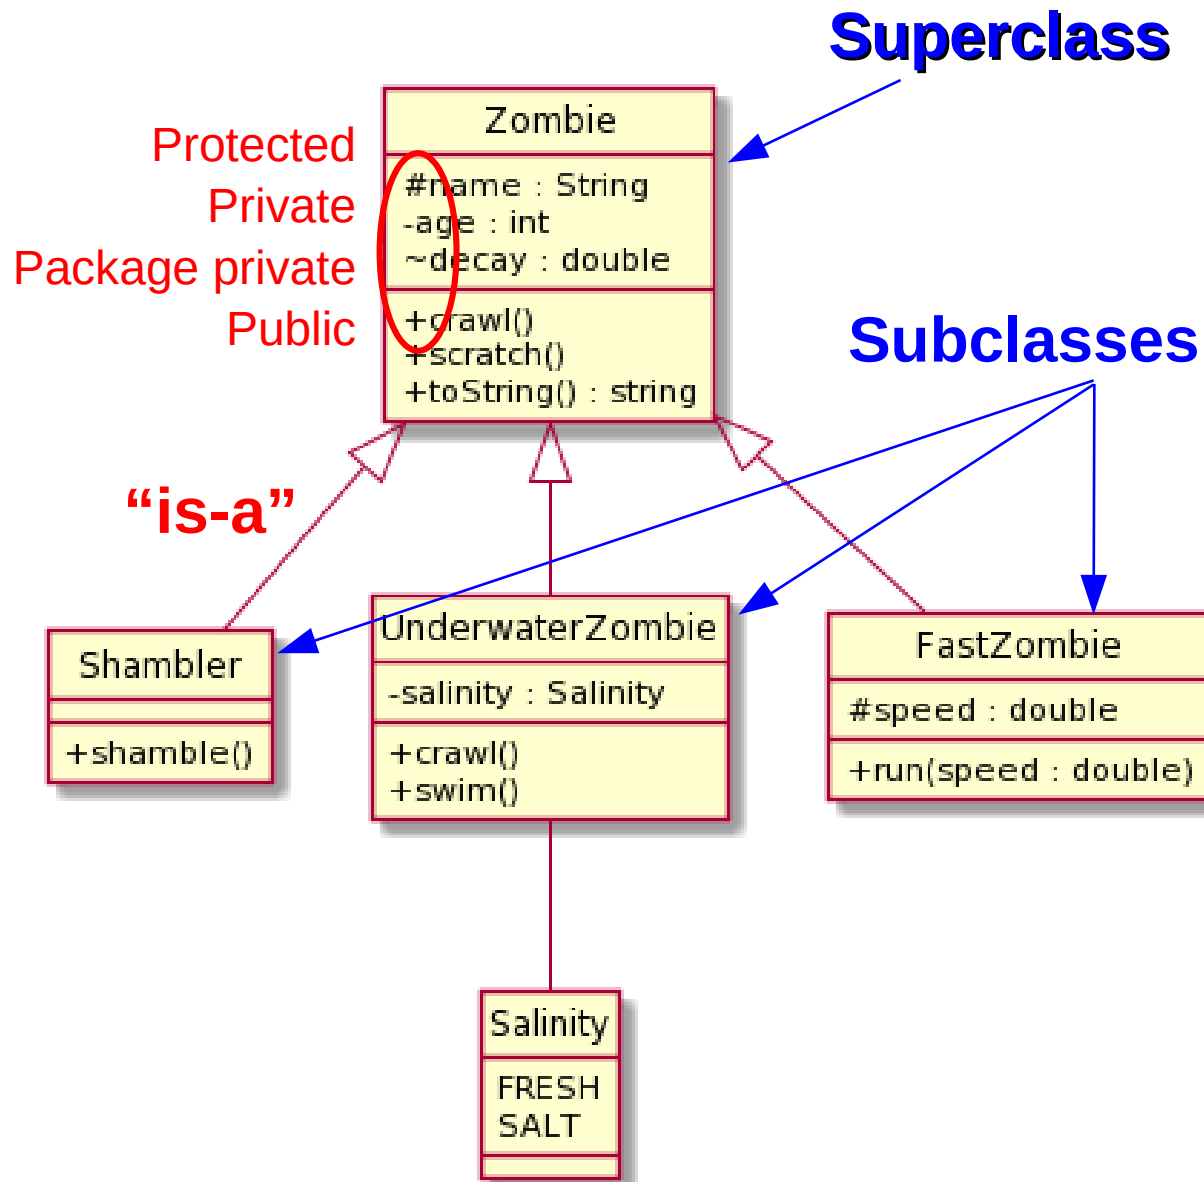 Superclass
Zombie
Protected
Private
Package private
Public
#name : String
-age : int
~decay : double
+crawl()
+scratch()
+toString() : string
Subclasses
“is-a”
Shambler
+shamble()
UnderwaterZombie
-salinity : Salinity
+crawl()
+swim()
FastZombie
#speed : double
+run(speed : double)
Salinity
FRESH
SALT